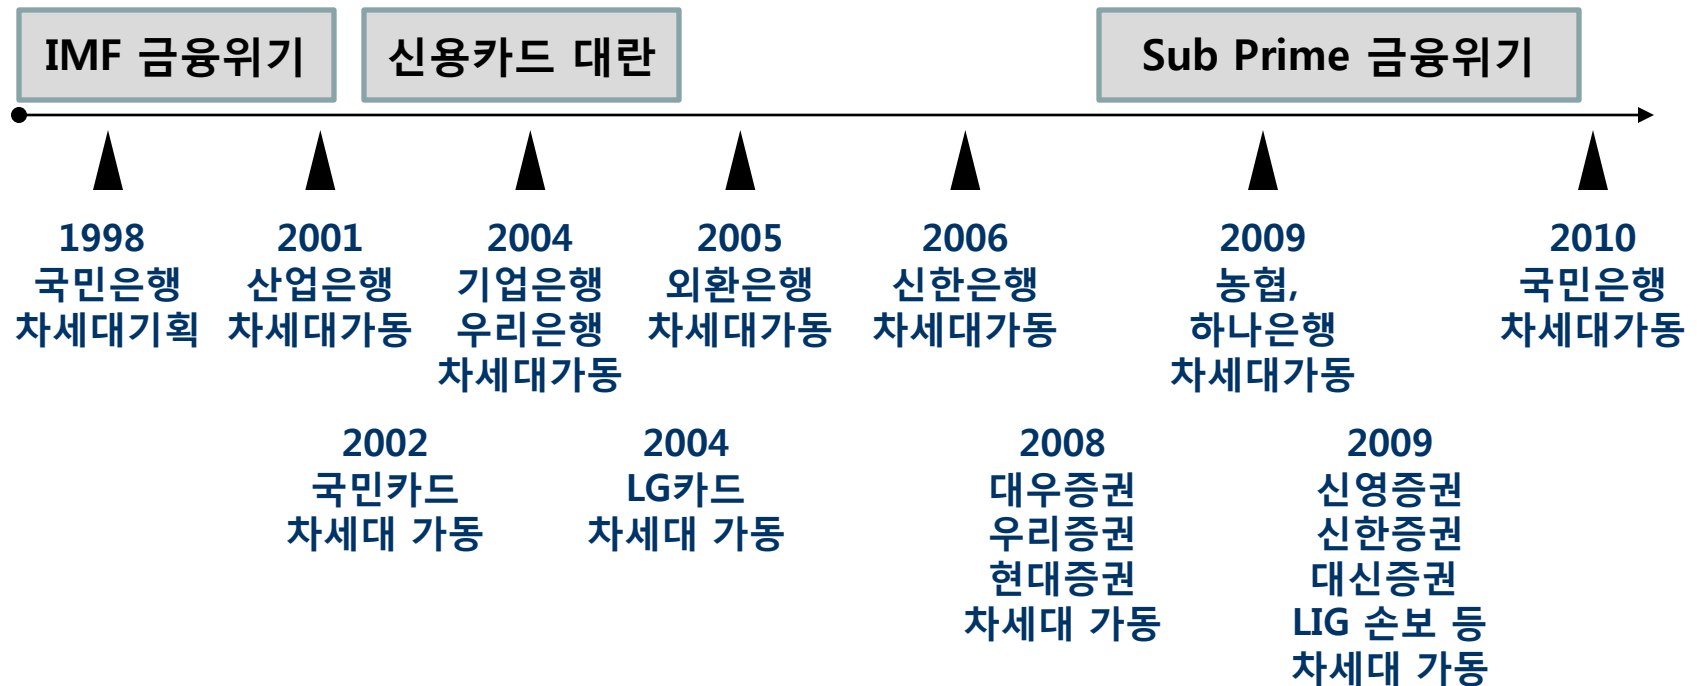 IMF 금융위기
신용카드 대란
Sub Prime 금융위기
1998
국민은행
차세대기획
2001
산업은행
차세대가동
2004
기업은행
우리은행
차세대가동
2005
외환은행
차세대가동
2006
신한은행
차세대가동
2009
농협,
하나은행
차세대가동
2010
국민은행
차세대가동
2002
국민카드
차세대 가동
2004
LG카드
차세대 가동
2008
대우증권
우리증권
현대증권
차세대 가동
2009
신영증권
신한증권
대신증권
LIG 손보 등
차세대 가동